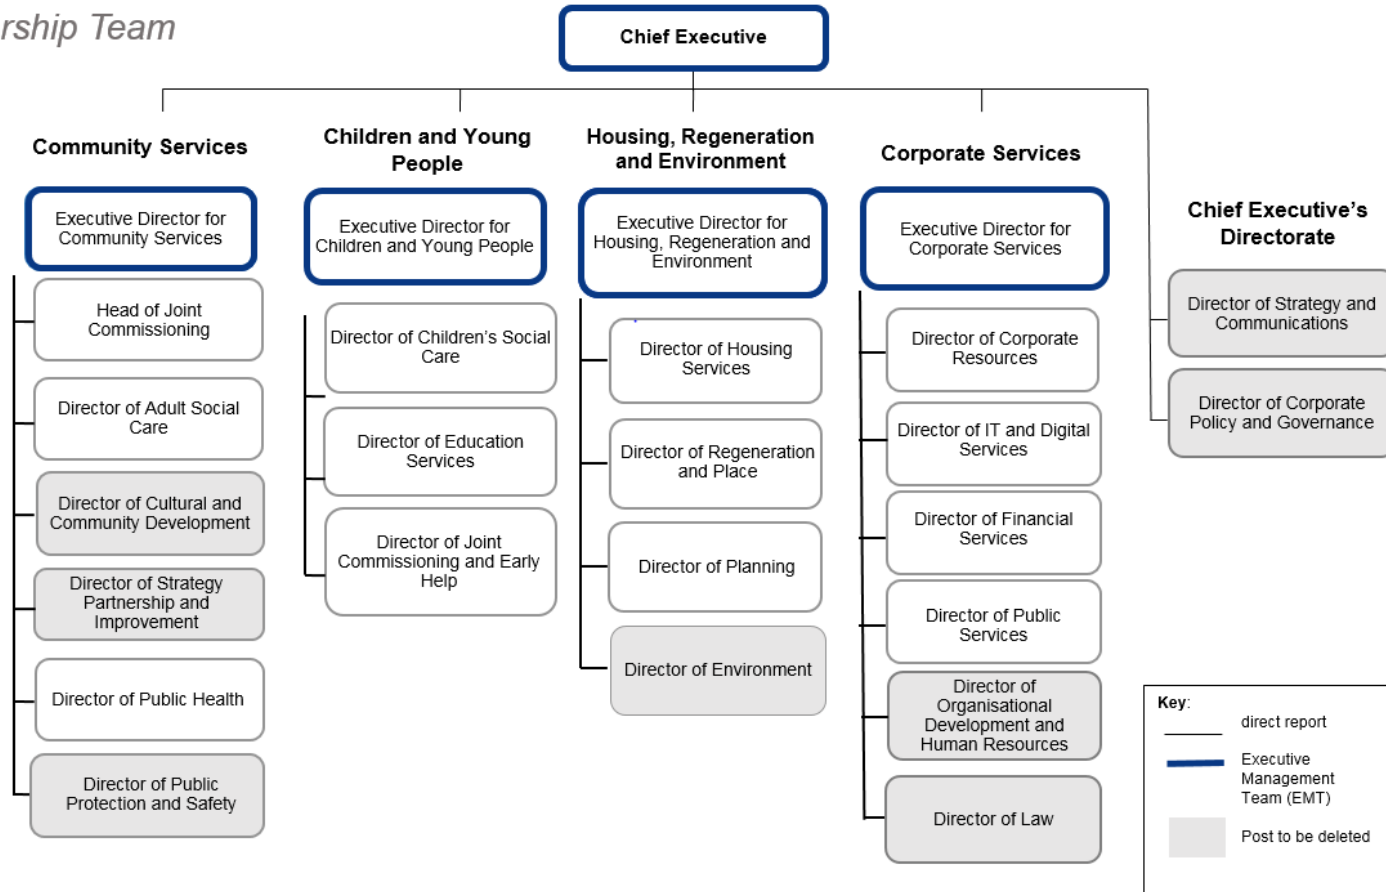 rship Team
Chief Executive
Community Services
Executive Director for
Community Services
Head of Joint
Commissioning
Director of Adult Social
Care
Director of Cultural and
Community Development
Director of Strategy
Partnership and
Improvement
Director of Public Health
Director of Public
Protection and Safety
Children and Young
People
Executive Director for
Children and Young People
Director of Children’s Social
Care
Director of Education
Services
Director of Joint
Commissioning and Early
Help
Housing, Regeneration
and Environment
Executive Director for
Housing, Regeneration and
Environment
Director of Housing
Services
Director of Regeneration
and Place
Director of Planning
Director of Environment
Corporate Services
Executive Director for
Corporate Services
Director of Corporate
Resources
Director of IT and Digital
Services
Director of Financial
Services
Director of Public
Services
Director of
Organisational
Development and
Human Resources
Director of Law
Chief Executive’s
Directorate
Director of Strategy and
Communications
Director of Corporate
Policy and Governance
Key:
direct report
Executive
Management
Team (EMT)
Post to be deleted